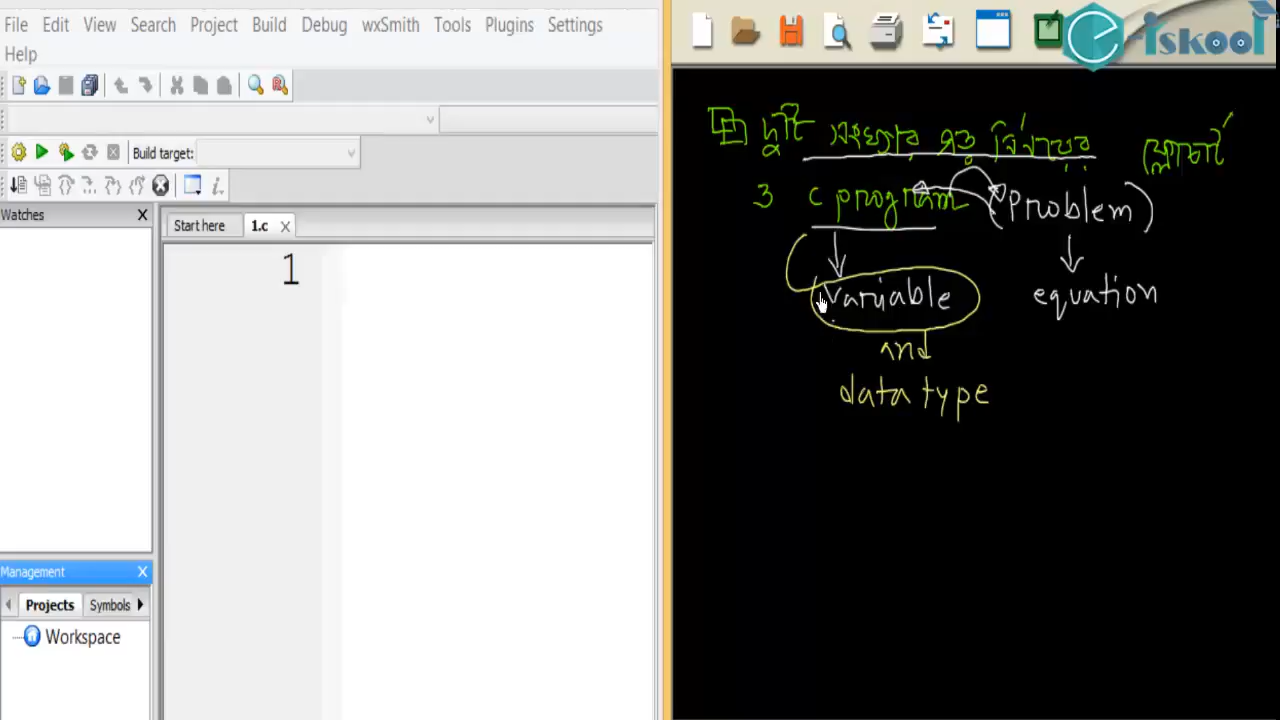 File Edit View Search Project Build Debug wxSmith Tools Plugins Settings
Help
Build target:
Watches
Start here 1.c
1
Management
Projects Symbols
Workspace
e-iskool
দুটি সংখ্যার গুণ নির্ণয়ের ফ্লোচার্ট
ও c program (Problem)
Variable equation
and
data type